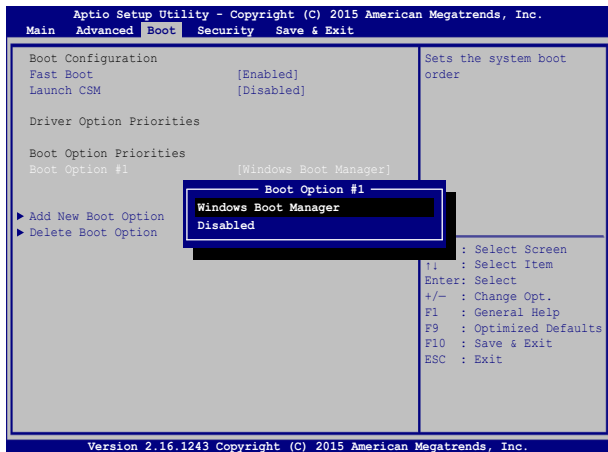 Aptio Setup Utility - Copyright (C) 2015 American Megatrends, Inc.
Main Advanced Boot Security Save & Exit
Boot Configuration
Fast Boot [Enabled]
Launch CSM [Disabled]
Driver Option Priorities
Boot Option Priorities
Boot Option #1 [Windows Boot Manager]
Boot Option #1
Windows Boot Manager
Disabled
▶ Add New Boot Option
▶ Delete Boot Option
Sets the system boot
order
: Select Screen
↑↓ : Select Item
Enter: Select
+/— : Change Opt.
F1 : General Help
F9 : Optimized Defaults
F10 : Save & Exit
ESC : Exit
Version 2.16.1243 Copyright (C) 2015 American Megatrends, Inc.